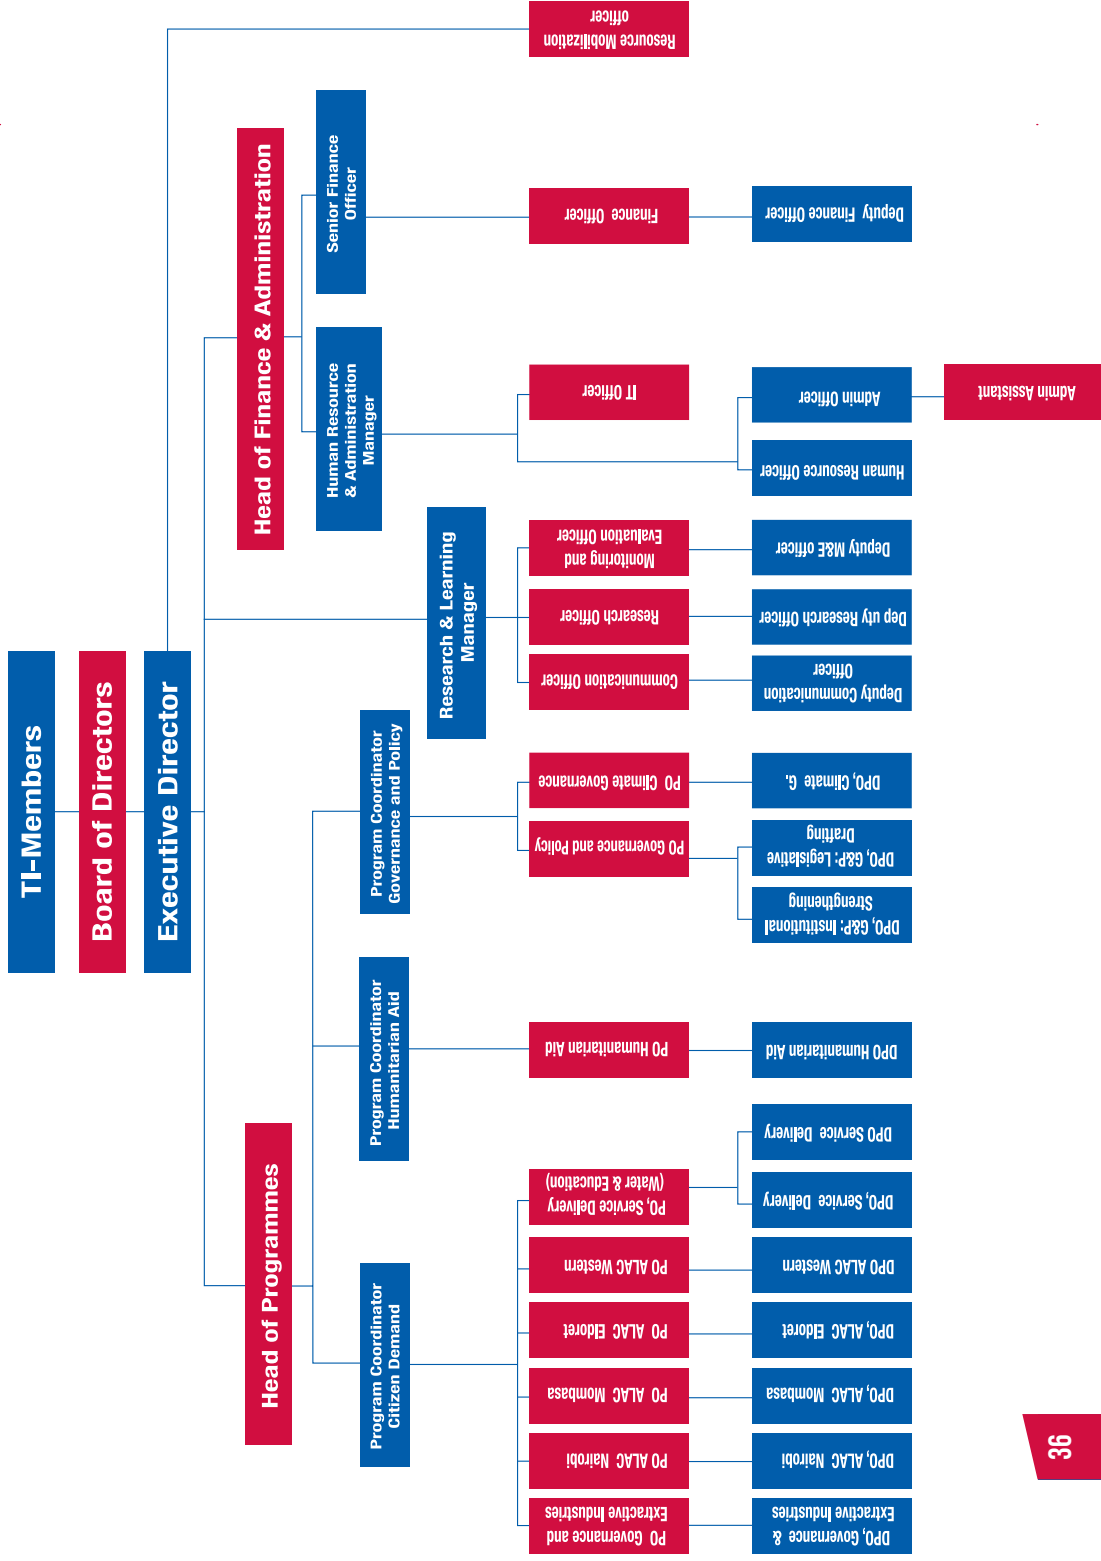 TI-Members
Board of Directors
Executive Director
Head of Programmes
Head of Finance & Administration
Program Coordinator
Citizen Demand
Program Coordinator
Humanitarian Aid
Program Coordinator
Governance and Policy
Research & Learning
Manager
Human Resource
& Administration
Manager
Senior Finance
Officer
PO Governance and
Extractive Industries
PO ALAC Nairobi
PO ALAC Mombasa
PO ALAC Eldoret
PO ALAC Western
PO, Service Delivery
(Water & Education)
PO Humanitarian Aid
PO Governance and Policy
PO Climate Governance
Communication Officer
Research Officer
Monitoring and
Evaluation Officer
IT Officer
Finance Officer
Resource Mobilization
officer
DPO, Governance &
Extractive Industries
DPO, ALAC Nairobi
DPO, ALAC Mombasa
DPO, ALAC Eldoret
DPO ALAC Western
DPO, Service Delivery
DPO Service Delivery
DPO Humanitarian Aid
DPO, G&P: Institutional
Strengthening
DPO, G&P: Legislative
Drafting
DPO, Climate G.
Deputy Communication
Officer
Dep uty Research Officer
Deputy M&E officer
Human Resource Officer
Admin Officer
Deputy Finance Officer
Admin Assistant
36